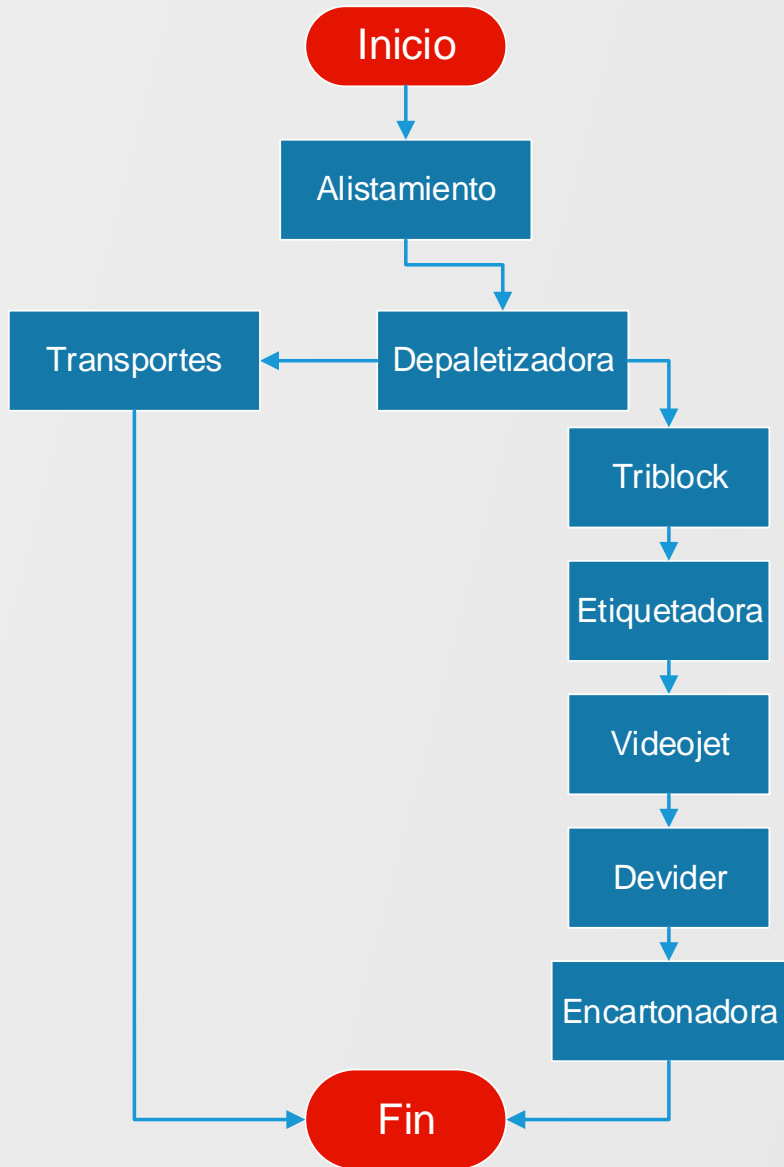 Inicio
Alistamiento
Transportes
Depaletizadora
Triblock
Etiquetadora
Videojet
Devider
Encartonadora
Fin